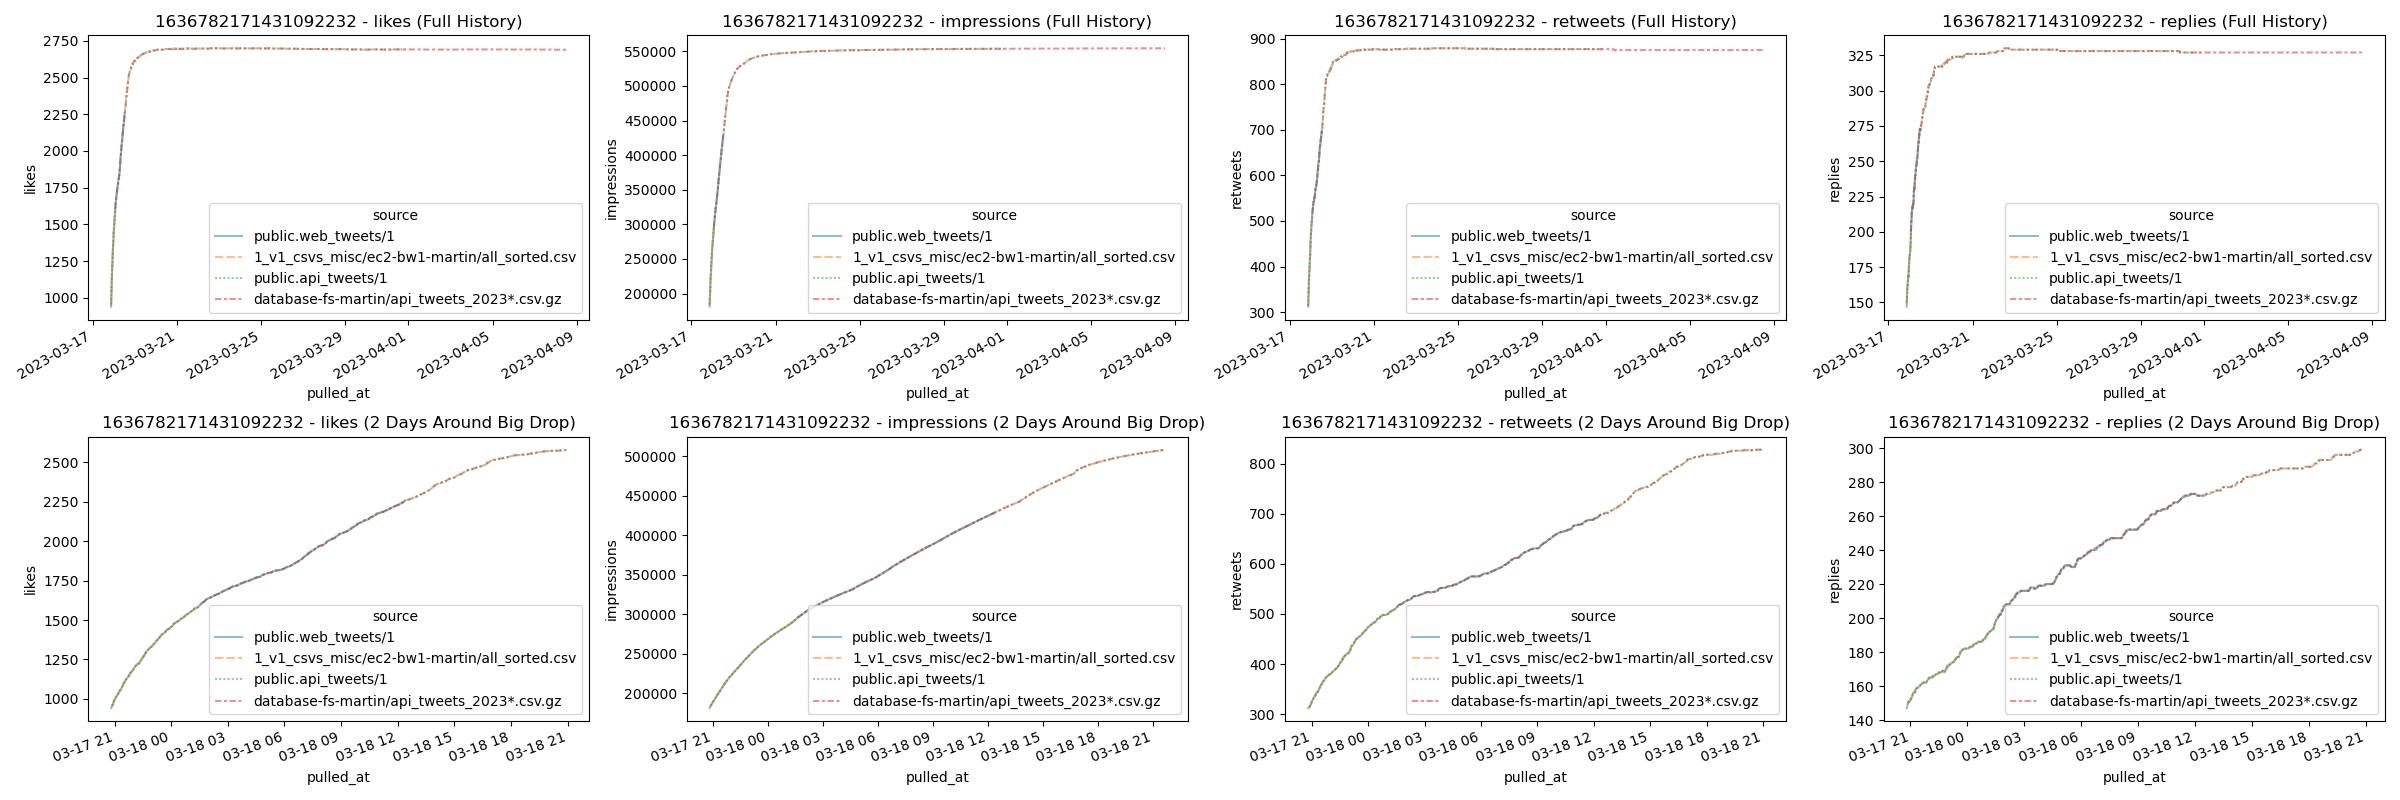 1636782171431092232 - likes (Full History)
2750
2500
2250
2000
1750
1500
1250
1000
likes
source
public.web_tweets/1
1_v1_csvs_misc/ec2-bw1-martin/all_sorted.csv
public.api_tweets/1
database-fs-martin/api_tweets_2023*.csv.gz
2023-03-17
2023-03-21
2023-03-25
2023-03-29
2023-04-01
2023-04-05
2023-04-09
pulled_at
1636782171431092232 - impressions (Full History)
550000
500000
450000
400000
350000
300000
250000
200000
impressions
source
public.web_tweets/1
1_v1_csvs_misc/ec2-bw1-martin/all_sorted.csv
public.api_tweets/1
database-fs-martin/api_tweets_2023*.csv.gz
2023-03-17
2023-03-21
2023-03-25
2023-03-29
2023-04-01
2023-04-05
2023-04-09
pulled_at
1636782171431092232 - retweets (Full History)
900
800
700
600
500
400
300
retweets
source
public.web_tweets/1
1_v1_csvs_misc/ec2-bw1-martin/all_sorted.csv
public.api_tweets/1
database-fs-martin/api_tweets_2023*.csv.gz
2023-03-17
2023-03-21
2023-03-25
2023-03-29
2023-04-01
2023-04-05
2023-04-09
pulled_at
1636782171431092232 - replies (Full History)
325
300
275
250
225
200
175
150
replies
source
public.web_tweets/1
1_v1_csvs_misc/ec2-bw1-martin/all_sorted.csv
public.api_tweets/1
database-fs-martin/api_tweets_2023*.csv.gz
2023-03-17
2023-03-21
2023-03-25
2023-03-29
2023-04-01
2023-04-05
2023-04-09
pulled_at
1636782171431092232 - likes (2 Days Around Big Drop)
2500
2250
2000
1750
1500
1250
1000
likes
source
public.web_tweets/1
1_v1_csvs_misc/ec2-bw1-martin/all_sorted.csv
public.api_tweets/1
database-fs-martin/api_tweets_2023*.csv.gz
03-17 21
03-18 00
03-18 03
03-18 06
03-18 09
03-18 12
03-18 15
03-18 18
03-18 21
pulled_at
1636782171431092232 - impressions (2 Days Around Big Drop)
500000
450000
400000
350000
300000
250000
200000
impressions
source
public.web_tweets/1
1_v1_csvs_misc/ec2-bw1-martin/all_sorted.csv
public.api_tweets/1
database-fs-martin/api_tweets_2023*.csv.gz
03-17 21
03-18 00
03-18 03
03-18 06
03-18 09
03-18 12
03-18 15
03-18 18
03-18 21
pulled_at
1636782171431092232 - retweets (2 Days Around Big Drop)
800
700
600
500
400
300
retweets
source
public.web_tweets/1
1_v1_csvs_misc/ec2-bw1-martin/all_sorted.csv
public.api_tweets/1
database-fs-martin/api_tweets_2023*.csv.gz
03-17 21
03-18 00
03-18 03
03-18 06
03-18 09
03-18 12
03-18 15
03-18 18
03-18 21
pulled_at
1636782171431092232 - replies (2 Days Around Big Drop)
300
280
260
240
220
200
180
160
140
replies
source
public.web_tweets/1
1_v1_csvs_misc/ec2-bw1-martin/all_sorted.csv
public.api_tweets/1
database-fs-martin/api_tweets_2023*.csv.gz
03-17 21
03-18 00
03-18 03
03-18 06
03-18 09
03-18 12
03-18 15
03-18 18
03-18 21
pulled_at